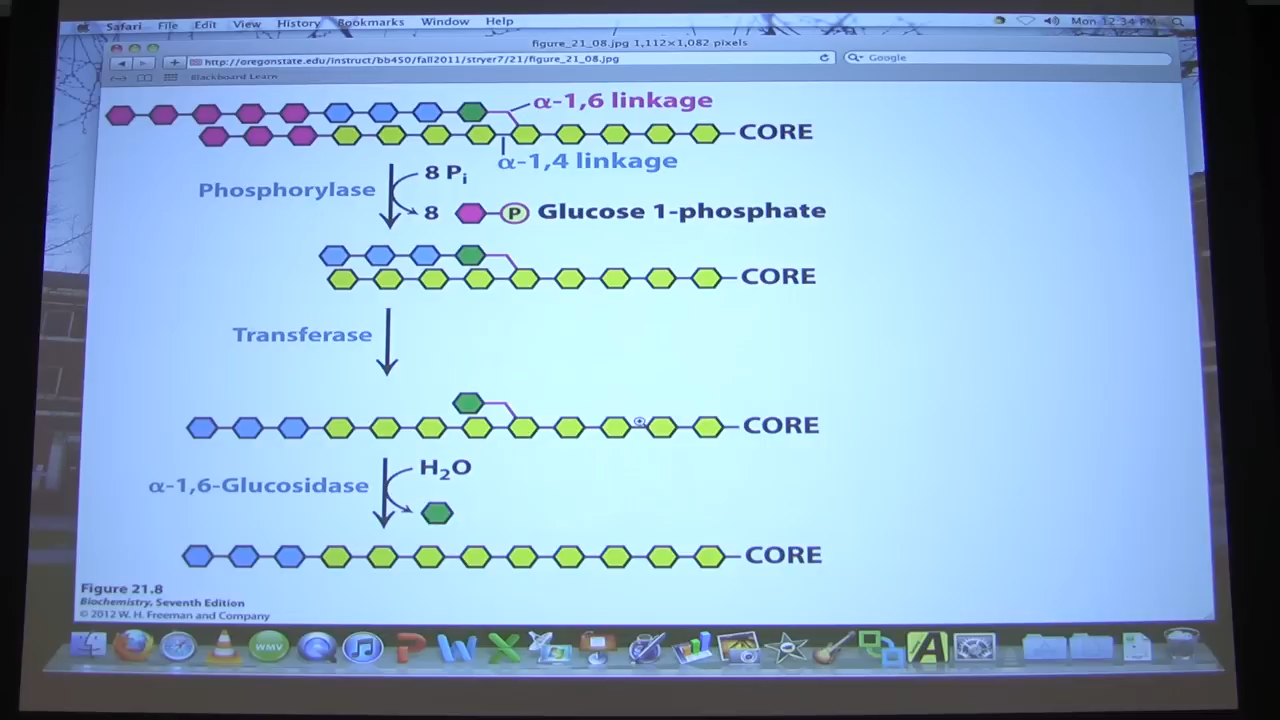 Safari File Edit View History Bookmarks Window Help Mon 12:34 PM
figure_21_08.jpg 1,112×1,082 pixels
http://oregonstate.edu/instruct/bb450/fall2011/stryer7/21/figure_21_08.jpg Google
Blackboard Learn
α-1,6 linkage
CORE
α-1,4 linkage
8 Pi
Phosphorylase
8 P Glucose 1-phosphate
CORE
Transferase
CORE
H2O
α-1,6-Glucosidase
CORE
Figure 21.8
Biochemistry, Seventh Edition
© 2012 W. H. Freeman and Company
WMV P W X A